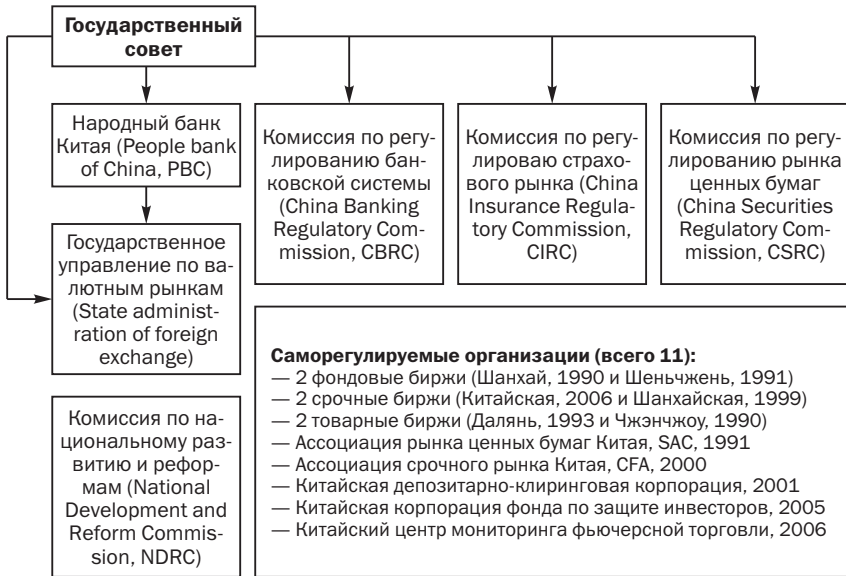 Государственный
совет
Народный банк
Китая (People bank
of China, PBC)
Комиссия по регу-
лированию бан-
ковской системы
(China Banking
Regulatory Com-
mission, CBRC)
Комиссия по регу-
лироваю страхо-
вого рынка (China
Insurance Regula-
tory Commission,
CIRC)
Комиссия по регу-
лированию рынка
ценных бумаг
(China Securities
Regulatory Com-
mission, CSRC)
Государственное
управление по ва-
лютным рынкам
(State administ-
ration of foreign
exchange)
Комиссия по на-
циональному раз-
витию и рефор-
мам (National
Development and
Reform Commis-
sion, NDRC)
Саморегулируемые организации (всего 11):
— 2 фондовые биржи (Шанхай, 1990 и Шеньчжень, 1991)
— 2 срочные биржи (Китайская, 2006 и Шанхайская, 1999)
— 2 товарные биржи (Далянь, 1993 и Чжэнчжоу, 1990)
— Ассоциация рынка ценных бумаг Китая, SAC, 1991
— Ассоциация срочного рынка Китая, CFA, 2000
— Китайская депозитарно-клиринговая корпорация, 2001
— Китайская корпорация фонда по защите инвесторов, 2005
— Китайский центр мониторинга фьючерсной торговли, 2006